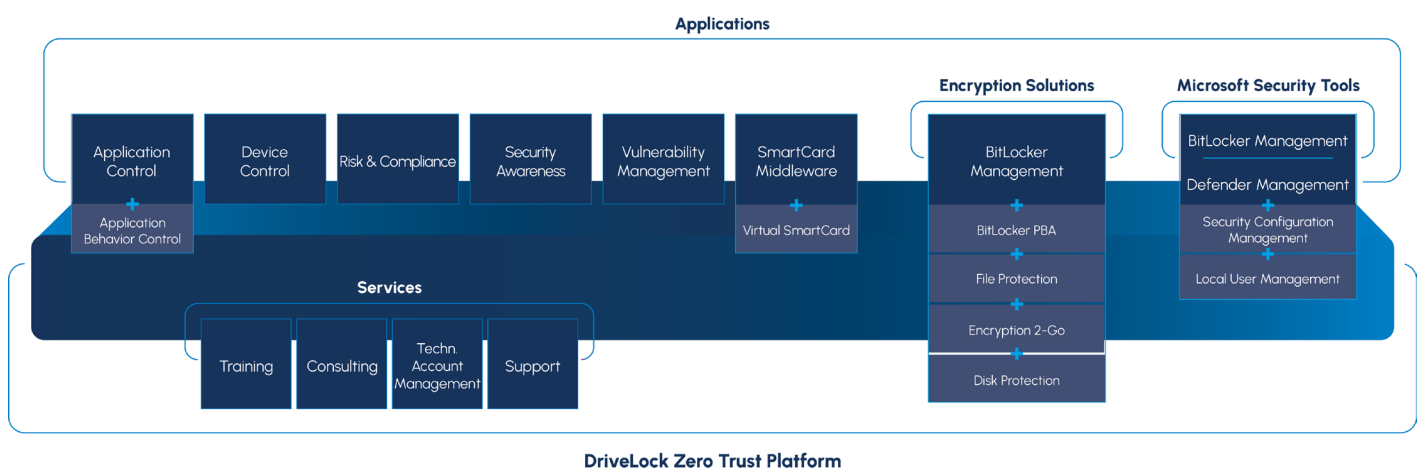 Applications
Encryption Solutions
Microsoft Security Tools
Application
Control
Application
Behavior Control
Device
Control
Risk & Compliance
Security
Awareness
Vulnerability
Management
SmartCard
Middleware
Virtual SmartCard
BitLocker
Management
BitLocker PBA
File Protection
Encryption 2-Go
Disk Protection
BitLocker Management
Defender Management
Security Configuration
Management
Local User Management
Services
Training
Consulting
Techn.
Account
Management
Support
DriveLock Zero Trust Platform